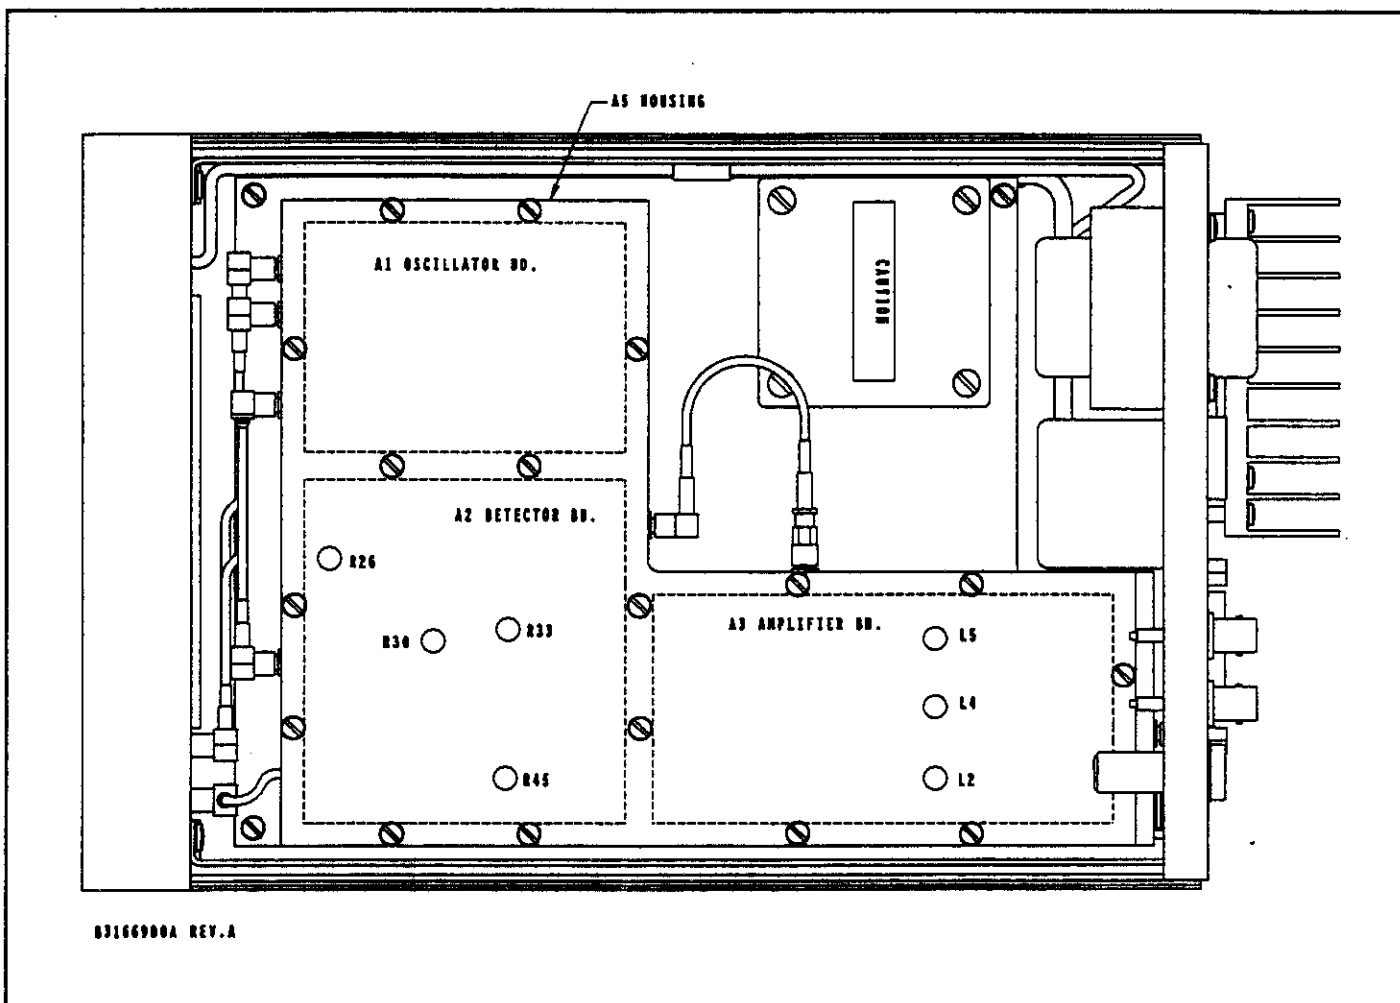 A5 HOUSING
A1 OSCILLATOR BD.
CAUTION
A2 DETECTOR BD.
R26
R30
R33
A3 AMPLIFIER BD.
L5
L4
R45
L2
REV.A